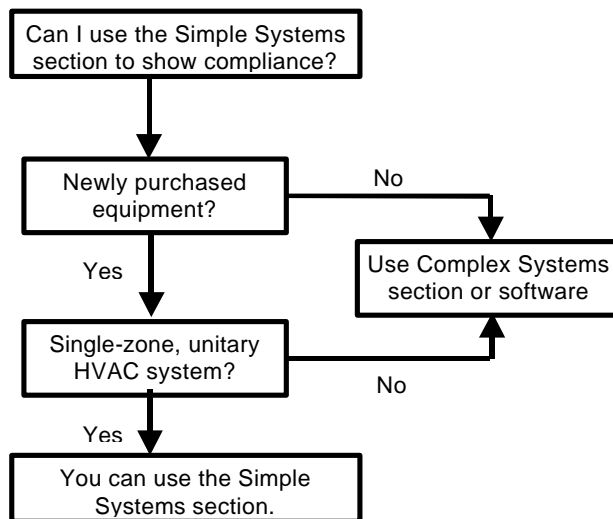 Can I use the Simple Systems
section to show compliance?
Newly purchased
equipment?
No
Yes
Use Complex Systems
section or software
Single-zone, unitary
HVAC system?
No
Yes
You can use the Simple
Systems section.